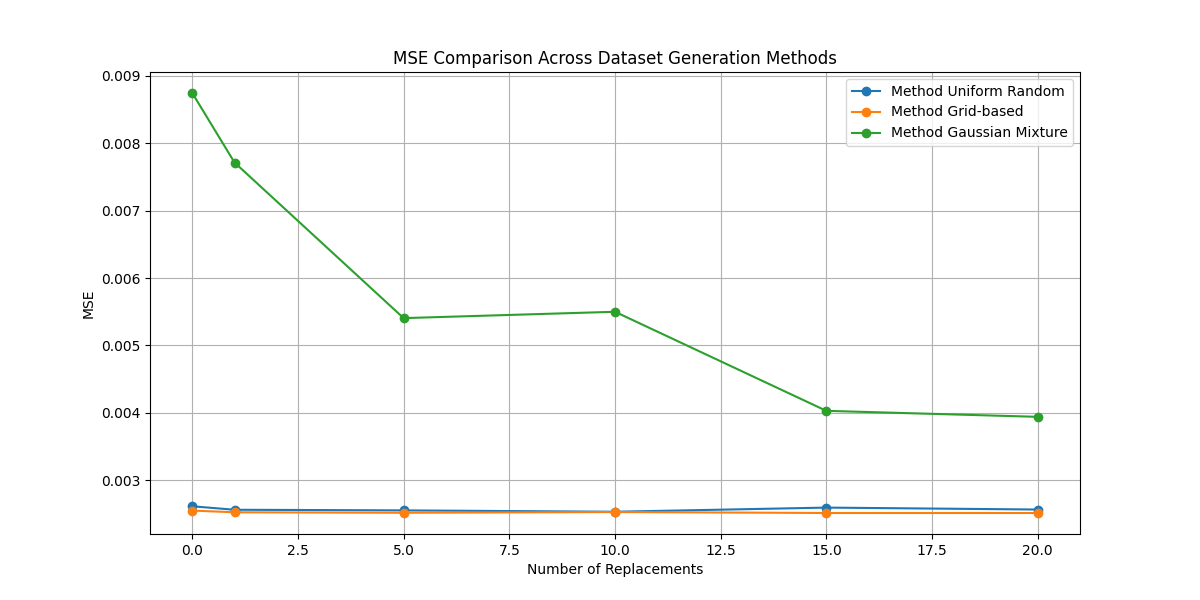 MSE Comparison Across Dataset Generation Methods
Method Uniform Random
Method Grid-based
Method Gaussian Mixture
MSE
0.009
0.008
0.007
0.006
0.005
0.004
0.003
0.0 2.5 5.0 7.5 10.0 12.5 15.0 17.5 20.0
Number of Replacements